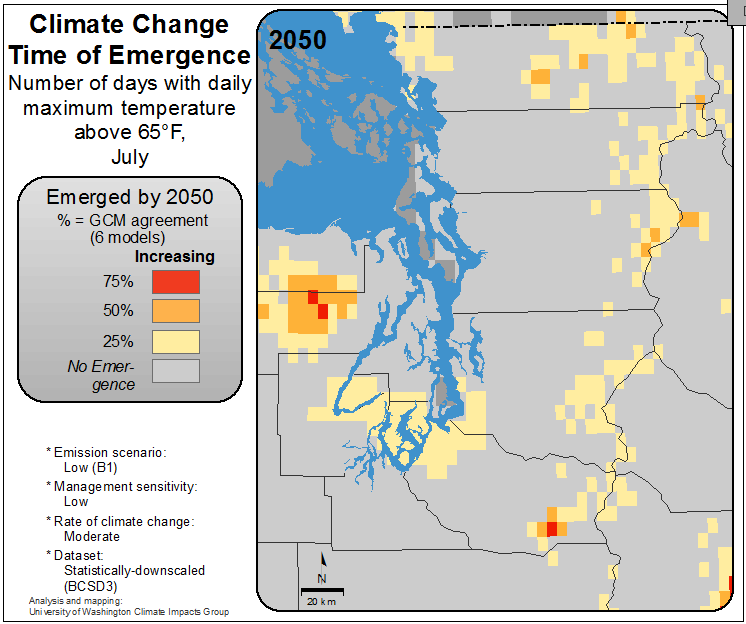 Climate Change
Time of Emergence
Number of days with daily
maximum temperature
above 65°F,
July
Emerged by 2050
% = GCM agreement
(6 models)
Increasing
75%
50%
25%
No Emer-
gence
* Emission scenario:
Low (B1)
* Management sensitivity:
Low
* Rate of climate change:
Moderate
* Dataset:
Statistically-downscaled
(BCSD3)
Analysis and mapping:
University of Washington Climate Impacts Group
2050
N
20 km